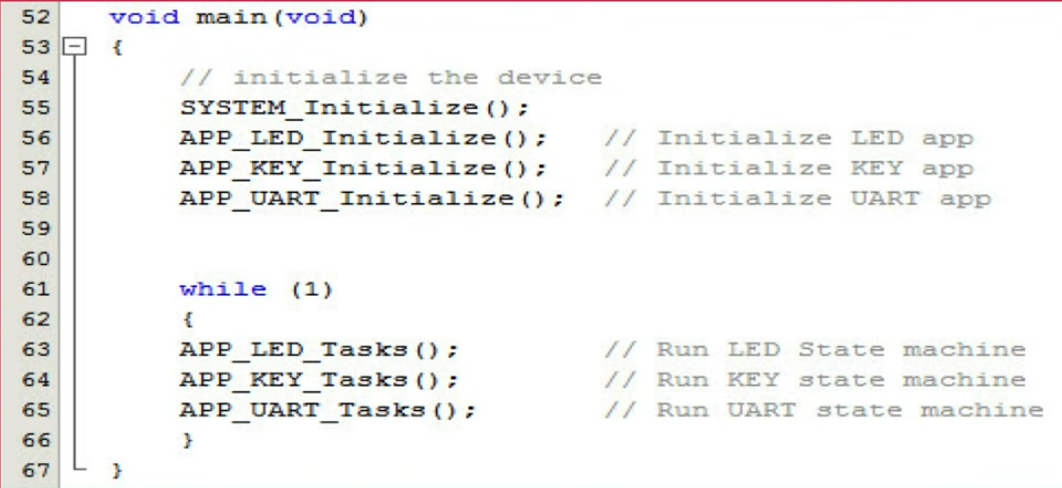 52 void main(void)
53 {
54 // initialize the device
55 SYSTEM_Initialize();
56 APP_LED_Initialize(); // Initialize LED app
57 APP_KEY_Initialize(); // Initialize KEY app
58 APP_UART_Initialize(); // Initialize UART app
59
60
61 while (1)
62 {
63 APP_LED_Tasks(); // Run LED State machine
64 APP_KEY_Tasks(); // Run KEY state machine
65 APP_UART_Tasks(); // Run UART state machine
66 }
67 }